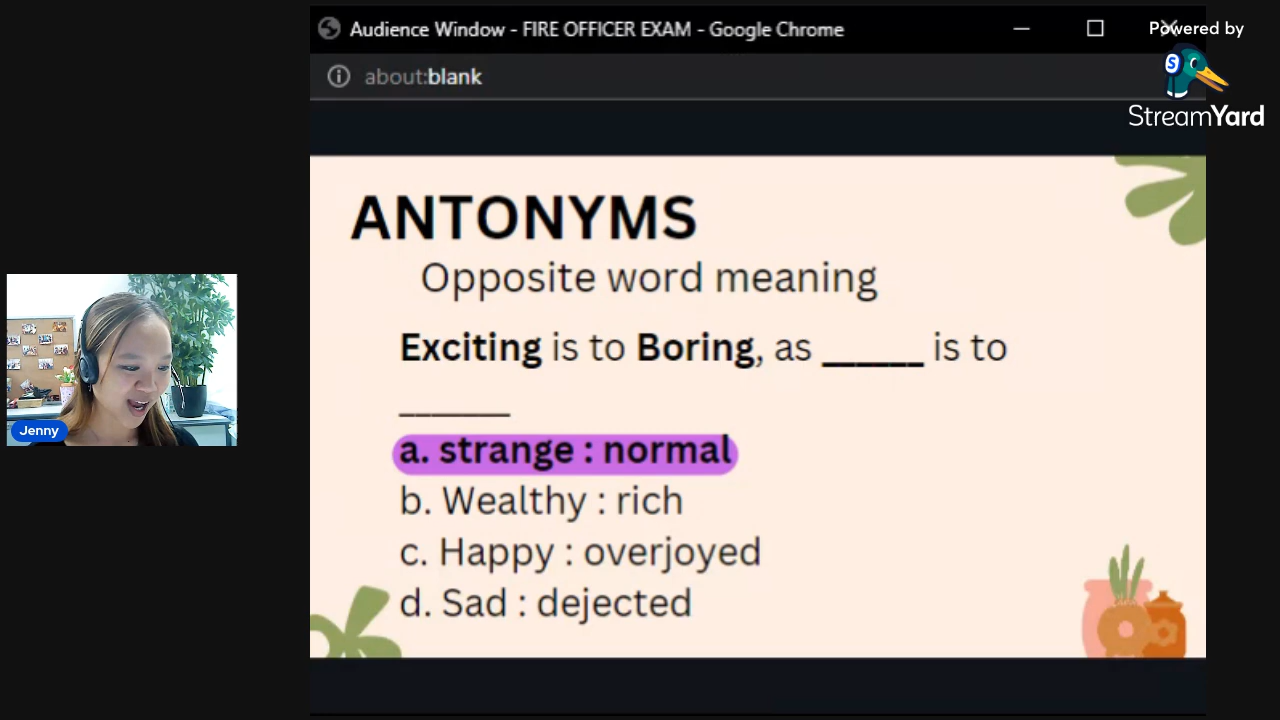 Audience Window - FIRE OFFICER EXAM - Google Chrome
Powered by
about:blank
StreamYard
ANTONYMS
Opposite word meaning
Exciting is to Boring, as ______ is to
_______
a. strange : normal
b. Wealthy : rich
c. Happy : overjoyed
d. Sad : dejected
Jenny